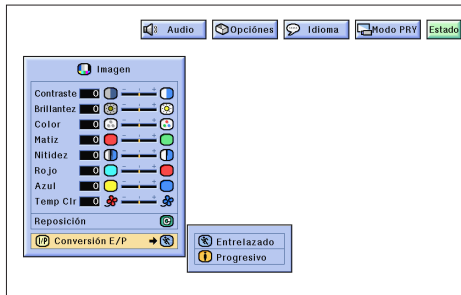 Audio Opciónes Idioma Modo PRY Estado
Imagen
Contraste 0
Brillantez 0
Color 0
Matiz 0
Nitidez 0
Rojo 0
Azul 0
Temp Clr 0
Reposición
I/P Conversión E/P
Entrelazado
Progresivo